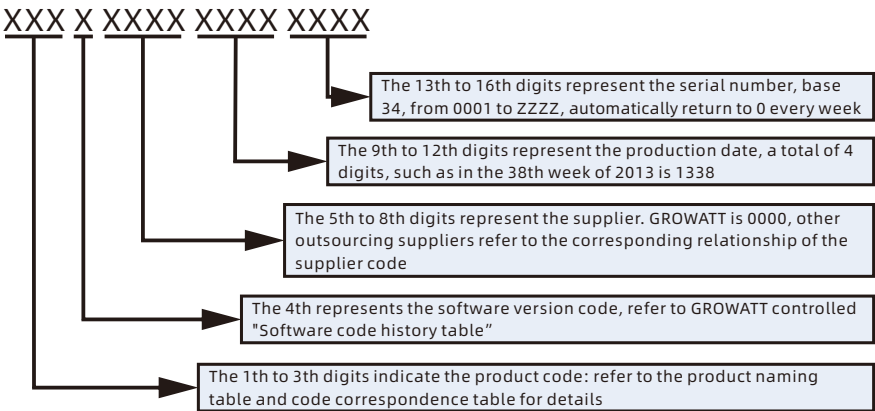 XXX X XXXX XXXX XXXX
The 13th to 16th digits represent the serial number, base
34, from 0001 to ZZZZ, automatically return to 0 every week
The 9th to 12th digits represent the production date, a total of 4
digits, such as in the 38th week of 2013 is 1338
The 5th to 8th digits represent the supplier. GROWATT is 0000, other
outsourcing suppliers refer to the corresponding relationship of the
supplier code
The 4th represents the software version code, refer to GROWATT controlled
"Software code history table”
The 1th to 3th digits indicate the product code: refer to the product naming
table and code correspondence table for details